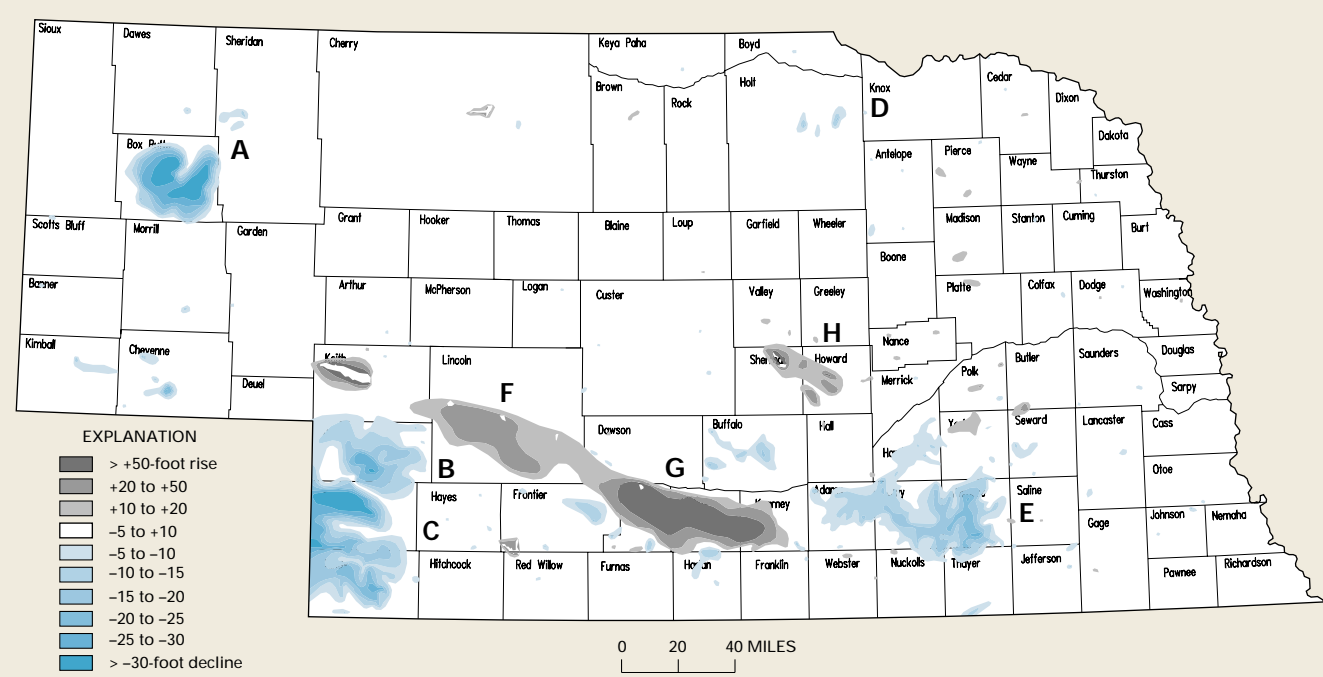 Sioux
Dawes
Sheridan
Cherry
Keya Paha
Boyd
Brown
Rock
Holt
Knox
D
Cedar
Dixon
Dakota
A
Antelope
Pierce
Wayne
Thurston
Scotts Bluff
Morrill
Garden
Grant
Hooker
Thomas
Blaine
Loup
Garfield
Wheeler
Boone
Madison
Stanton
Cuming
Burt
Banner
Arthur
McPherson
Logan
Custer
Valley
Greeley
Platte
Colfax
Dodge
Washington
Kimball
Cheyenne
Deuel
Keith
Lincoln
F
H
Howard
Nance
Merrick
Polk
Butler
Saunders
Douglas
Sarpy
Dawson
Buffalo
Hall
Seward
Lancaster
Cass
Otoe
B
G
C
Hayes
Frontier
Saline
E
Gage
Johnson
Nemaha
Hitchcock
Red Willow
Furnas
Franklin
Webster
Nuckolls
Thayer
Jefferson
Pawnee
Richardson
EXPLANATION
> +50-foot rise
+20 to +50
+10 to +20
–5 to +10
–5 to –10
–10 to –15
–15 to –20
–20 to –25
–25 to –30
> –30-foot decline
0 20 40 MILES